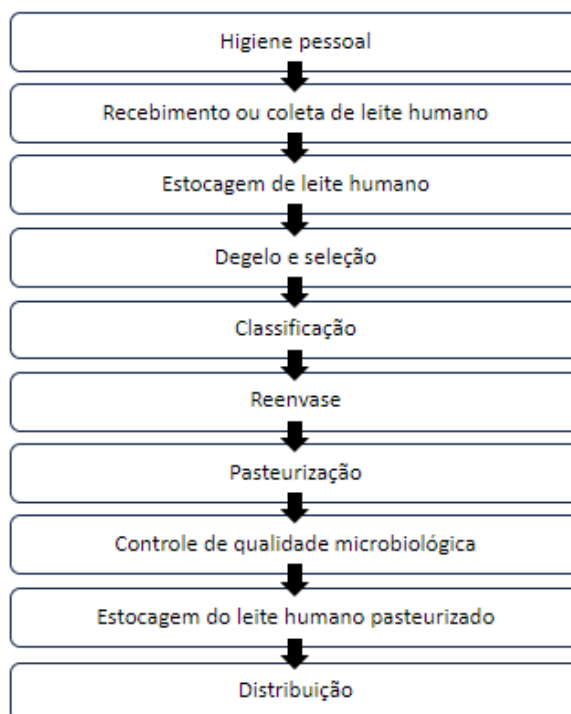 Higiene pessoal
Recebimento ou coleta de leite humano
Estocagem de leite humano
Degelo e seleção
Classificação
Reenvase
Pasteurização
Controle de qualidade microbiológica
Estocagem do leite humano pasteurizado
Distribuição